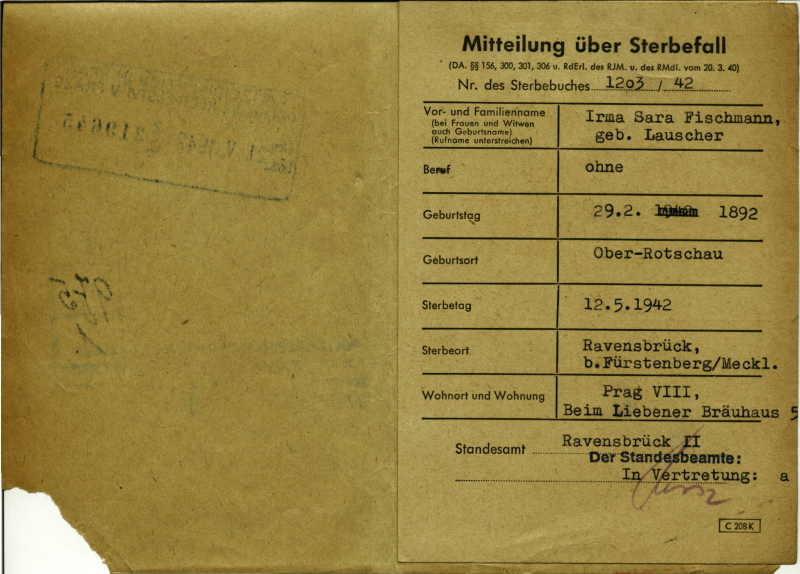 Mitteilung über Sterbefall
(DA. §§ 156, 300, 301, 306 u. RdErl. des RJM. u. des RMdI. vom 20. 3. 40)
Nr. des Sterbebuches 12o3 / 42
Vor- und Familienname
(bei Frauen und Witwen
auch Geburtsname)
(Rufname unterstreichen)
Irma Sara Fischmann,
geb. Lauscher
Beruf
ohne
Geburtstag
29.2. 1892
Geburtsort
Ober-Rotschau
Sterbetag
12.5.1942
Sterbeort
Ravensbrück,
b.Fürstenberg/Meckl.
Wohnort und Wohnung
Prag VIII,
Beim Liebener Bräuhaus 5
Standesamt Ravensbrück II
Der Standesbeamte:
In Vertretung: a
C 208 K